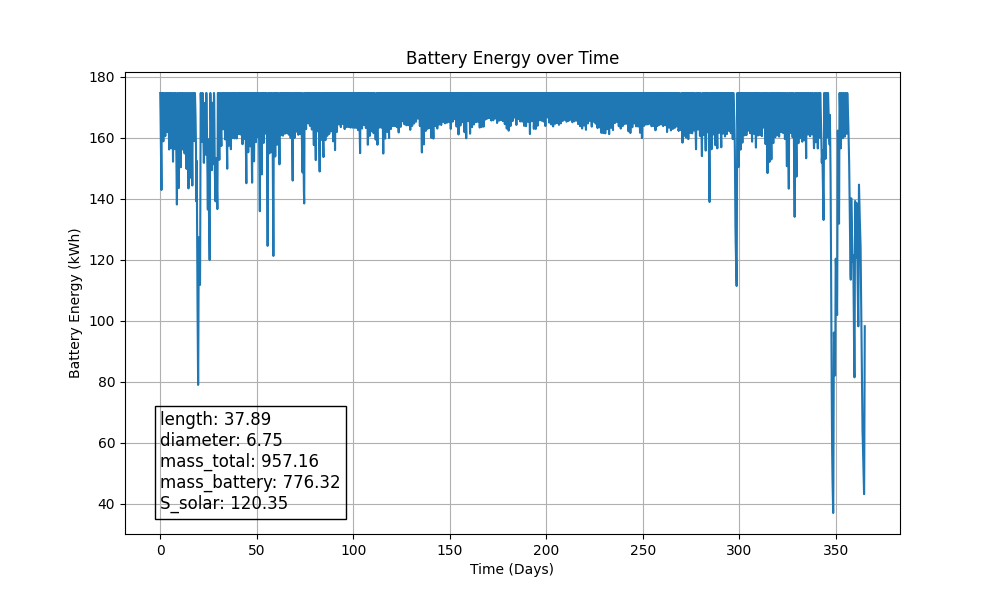 Battery Energy over Time
Battery Energy (kWh)
180
160
140
120
100
80
60
40
length: 37.89
diameter: 6.75
mass_total: 957.16
mass_battery: 776.32
S_solar: 120.35
0 50 100 150 200 250 300 350
Time (Days)